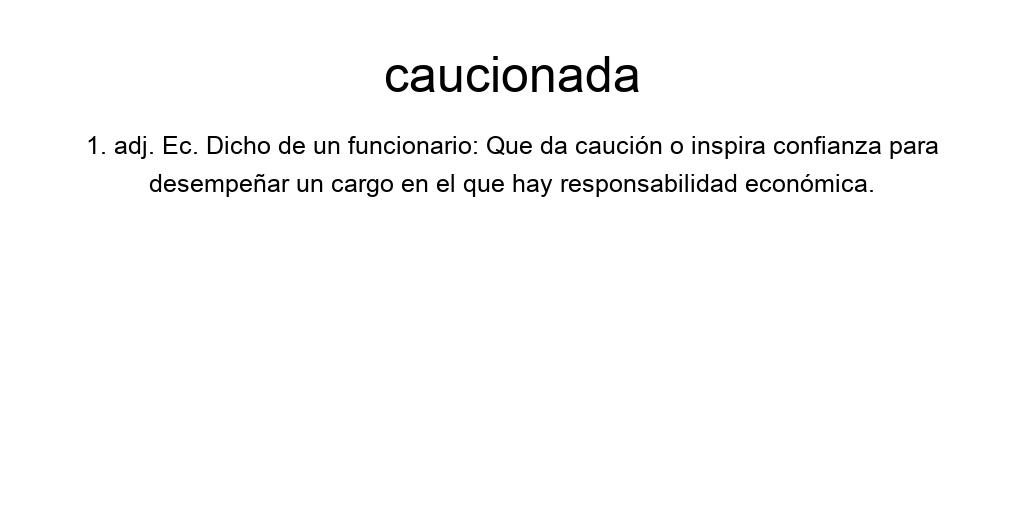 caucionada
1. adj. Ec. Dicho de un funcionario: Que da caución o inspira confianza para
desempeñar un cargo en el que hay responsabilidad económica.